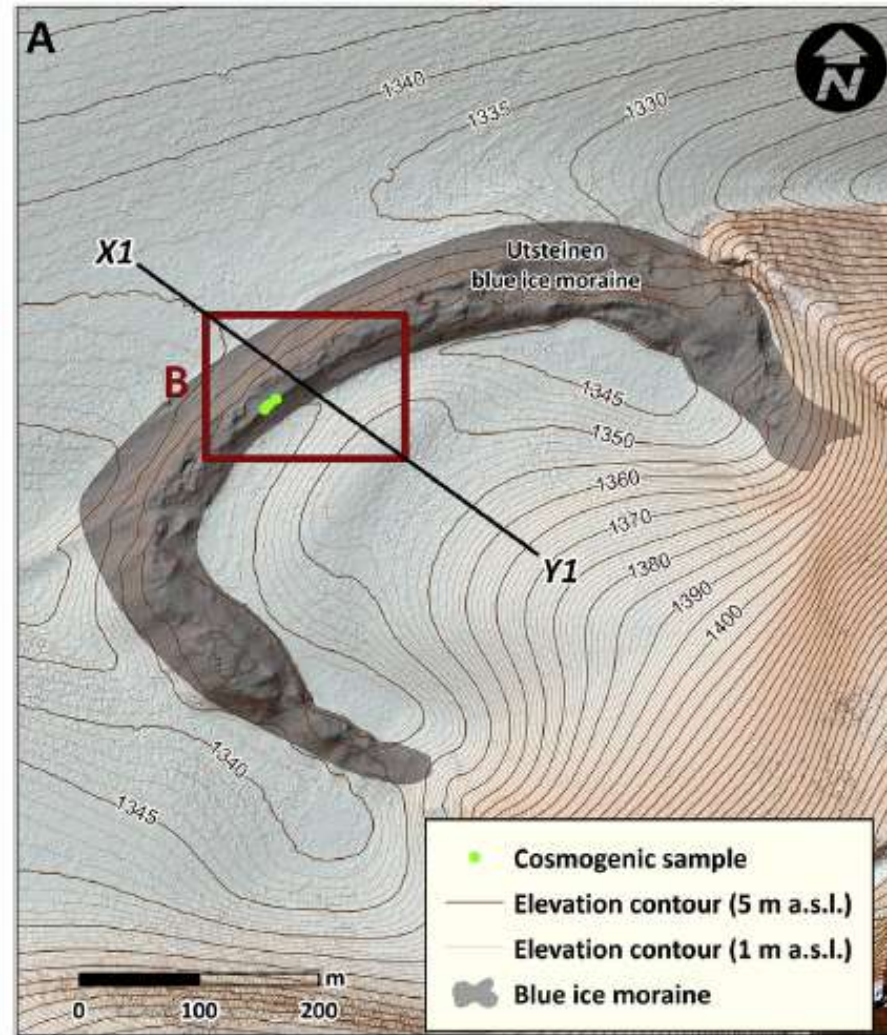 A
N
1340
1335
1330
X1
Utsteinen
blue ice moraine
B
1345
1350
1360
1370
Y1
1380
1390
1400
1340
1345
Cosmogenic sample
Elevation contour (5 m a.s.l.)
Elevation contour (1 m a.s.l.)
Blue ice moraine
m
0 100 200